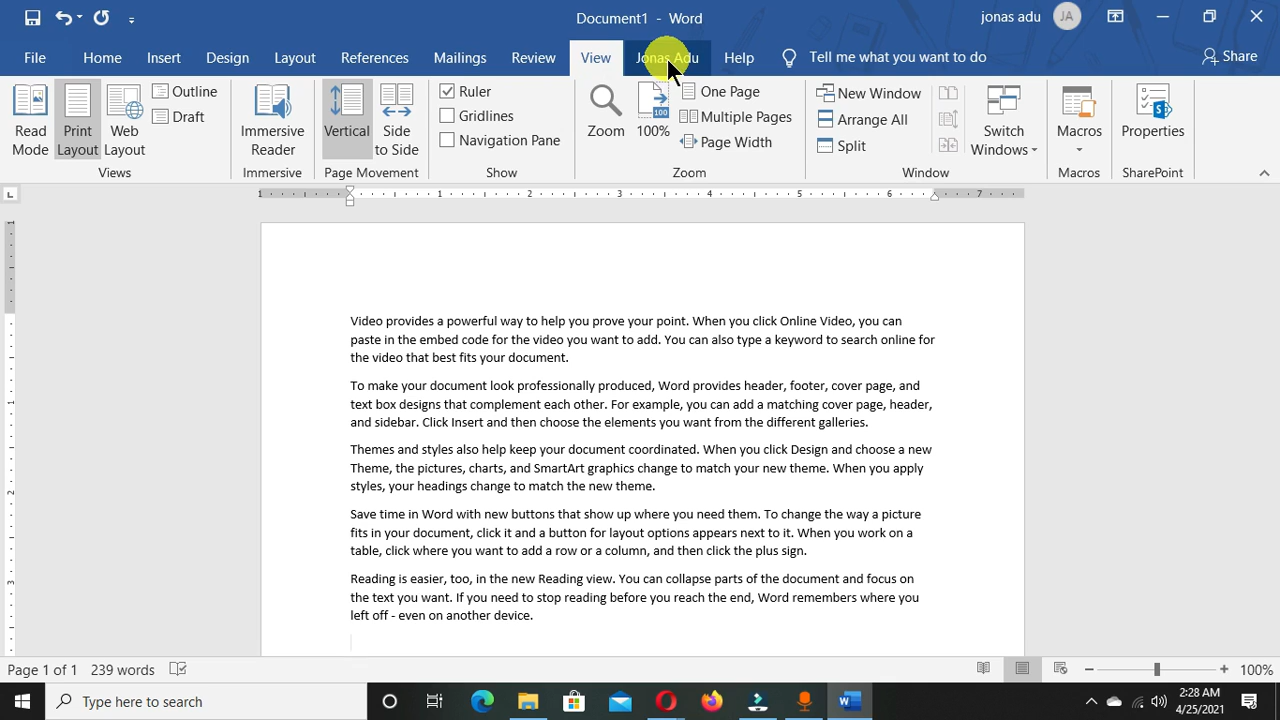 Document1 - Word
jonas adu
JA
File Home Insert Design Layout References Mailings Review View Jonas Adu Help Tell me what you want to do Share
Read Mode
Print Layout
Web Layout
Outline
Draft
Views
Immersive Reader
Immersive
Vertical
Side to Side
Page Movement
Ruler
Gridlines
Navigation Pane
Show
Zoom
100
100%
One Page
Multiple Pages
Page Width
Zoom
New Window
Arrange All
Split
Switch Windows
Window
Macros
Macros
S
Properties
SharePoint
L
1 1 2 3 4 5 6 7
1
1
2
3
Video provides a powerful way to help you prove your point. When you click Online Video, you can
paste in the embed code for the video you want to add. You can also type a keyword to search online for
the video that best fits your document.
To make your document look professionally produced, Word provides header, footer, cover page, and
text box designs that complement each other. For example, you can add a matching cover page, header,
and sidebar. Click Insert and then choose the elements you want from the different galleries.
Themes and styles also help keep your document coordinated. When you click Design and choose a new
Theme, the pictures, charts, and SmartArt graphics change to match your new theme. When you apply
styles, your headings change to match the new theme.
Save time in Word with new buttons that show up where you need them. To change the way a picture
fits in your document, click it and a button for layout options appears next to it. When you work on a
table, click where you want to add a row or a column, and then click the plus sign.
Reading is easier, too, in the new Reading view. You can collapse parts of the document and focus on
the text you want. If you need to stop reading before you reach the end, Word remembers where you
left off - even on another device.
Page 1 of 1 239 words 100%
Type here to search
W
2:28 AM
4/25/2021